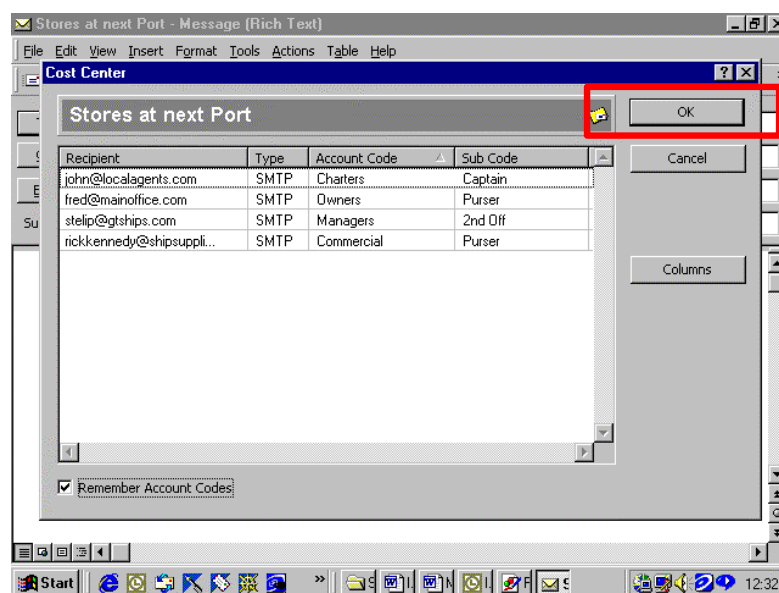 Stores at next Port - Message (Rich Text)
File Edit View Insert Format Tools Actions Table Help
Cost Center
Stores at next Port
OK
Recipient Type Account Code Sub Code
Cancel
john@localagents.com SMTP Charters Captain
fred@mainoffice.com SMTP Owners Purser
stelip@gtships.com SMTP Managers 2nd Off
Su
rickkennedy@shipsuppli... SMTP Commercial Purser
Columns
Remember Account Codes
Start » 12:32